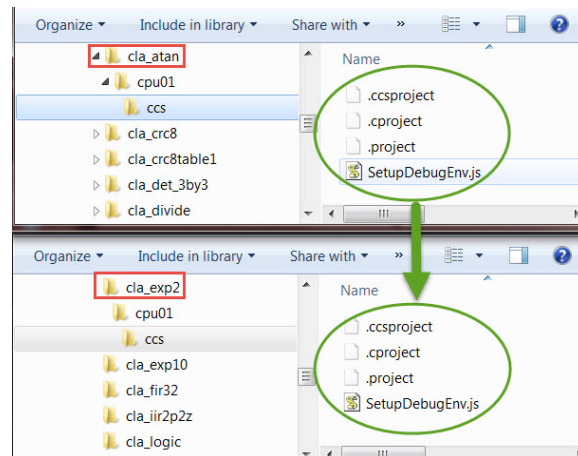 Organize Include in library Share with »
cla_atan Name
cpu01
ccs .ccsproject
cla_crc8 .cproject
cla_crc8table1 .project
cla_det_3by3 SetupDebugEnv.js
cla_divide
Organize Include in library Share with »
cla_exp2 Name
cpu01
ccs .ccsproject
cla_exp10 .cproject
cla_fir32 .project
cla_iir2p2z SetupDebugEnv.js
cla_logic